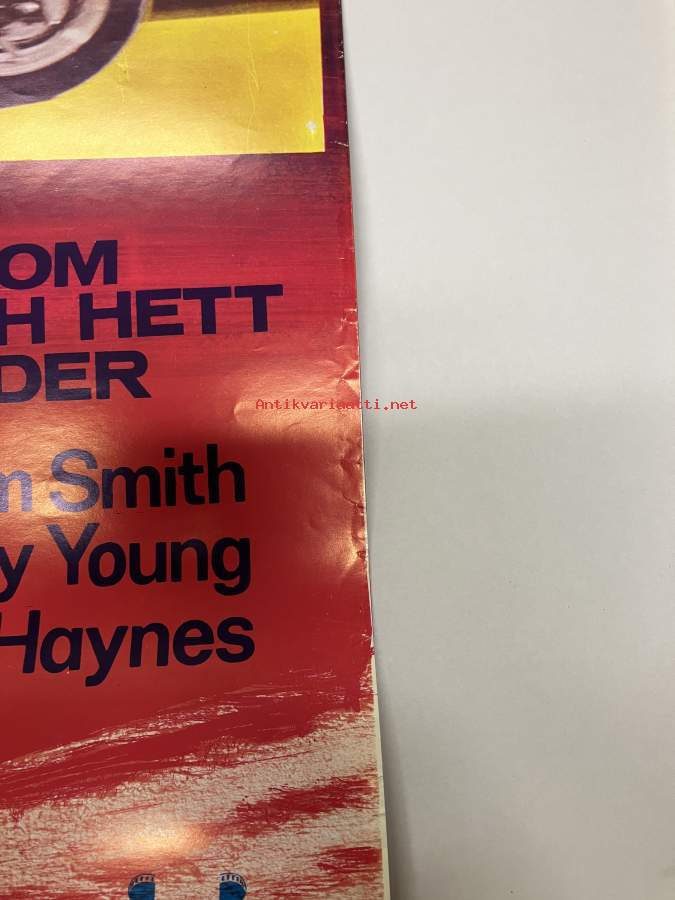 OM
H HETT
DER
Antikvariaatti.net
m Smith
y Young
Haynes